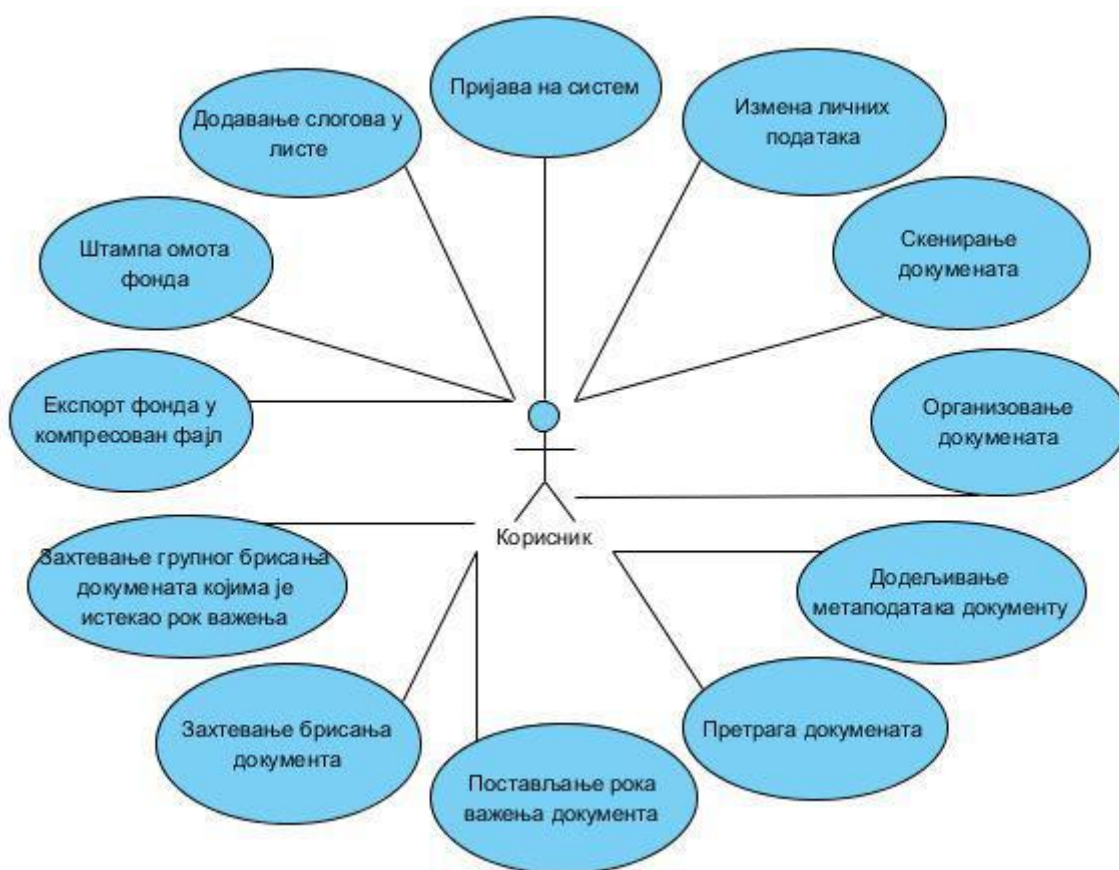 Пријава на систем
Измена личних
података
Додавање слогова у
листе
Скенирање
докумената
Штампа омота
фонда
Организовање
докумената
Експорт фонда у
компресован фајл
Корисник
Захтевање групног брисања
докумената којима је
истекао рок важења
Додељивање
метаподатака документу
Претрага докумената
Захтевање брисања
документа
Постављање рока
важења документа